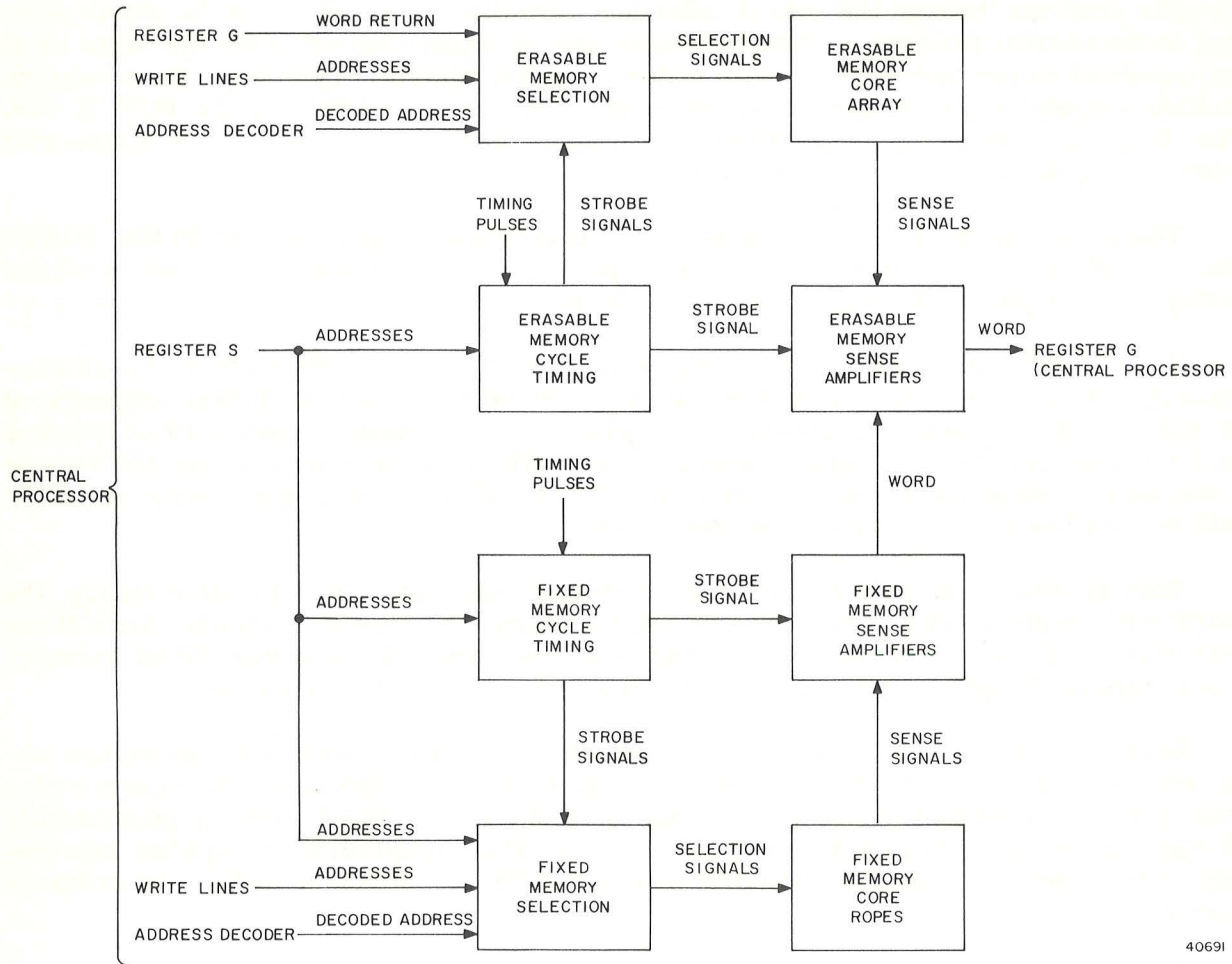 REGISTER G
WORD RETURN
WRITE LINES
ADDRESSES
ADDRESS DECODER
DECODED ADDRESS
ERASABLE
MEMORY
SELECTION
SELECTION
SIGNALS
ERASABLE
MEMORY
CORE
ARRAY
TIMING
PULSES
STROBE
SIGNALS
SENSE
SIGNALS
REGISTER S
ADDRESSES
ERASABLE
MEMORY
CYCLE
TIMING
STROBE
SIGNAL
ERASABLE
MEMORY
SENSE
AMPLIFIERS
WORD
REGISTER G
(CENTRAL PROCESSOR
CENTRAL
PROCESSOR
TIMING
PULSES
WORD
ADDRESSES
FIXED
MEMORY
CYCLE
TIMING
STROBE
SIGNAL
FIXED
MEMORY
SENSE
AMPLIFIERS
STROBE
SIGNALS
SENSE
SIGNALS
ADDRESSES
WRITE LINES
ADDRESSES
ADDRESS DECODER
DECODED ADDRESS
FIXED
MEMORY
SELECTION
SELECTION
SIGNALS
FIXED
MEMORY
CORE
ROPES
40691